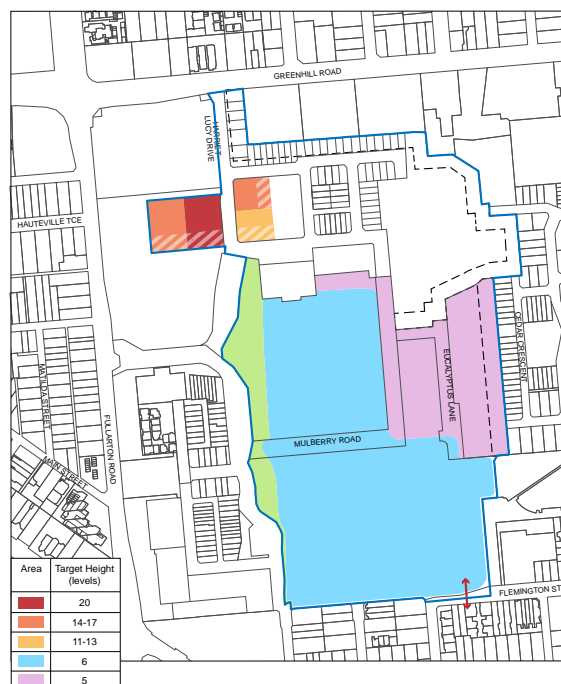 GREENHILL ROAD
HARRIET
LUCY DRIVE
HAUTEVILLE TCE
MATILDA STREET
FULLARTON ROAD
MAIN STREET
MULBERRY ROAD
EUCALYPTUS LANE
CEDAR CRESCENT
FLEMINGTON ST
Area
Target Height
(levels)
20
14-17
11-13
6
5